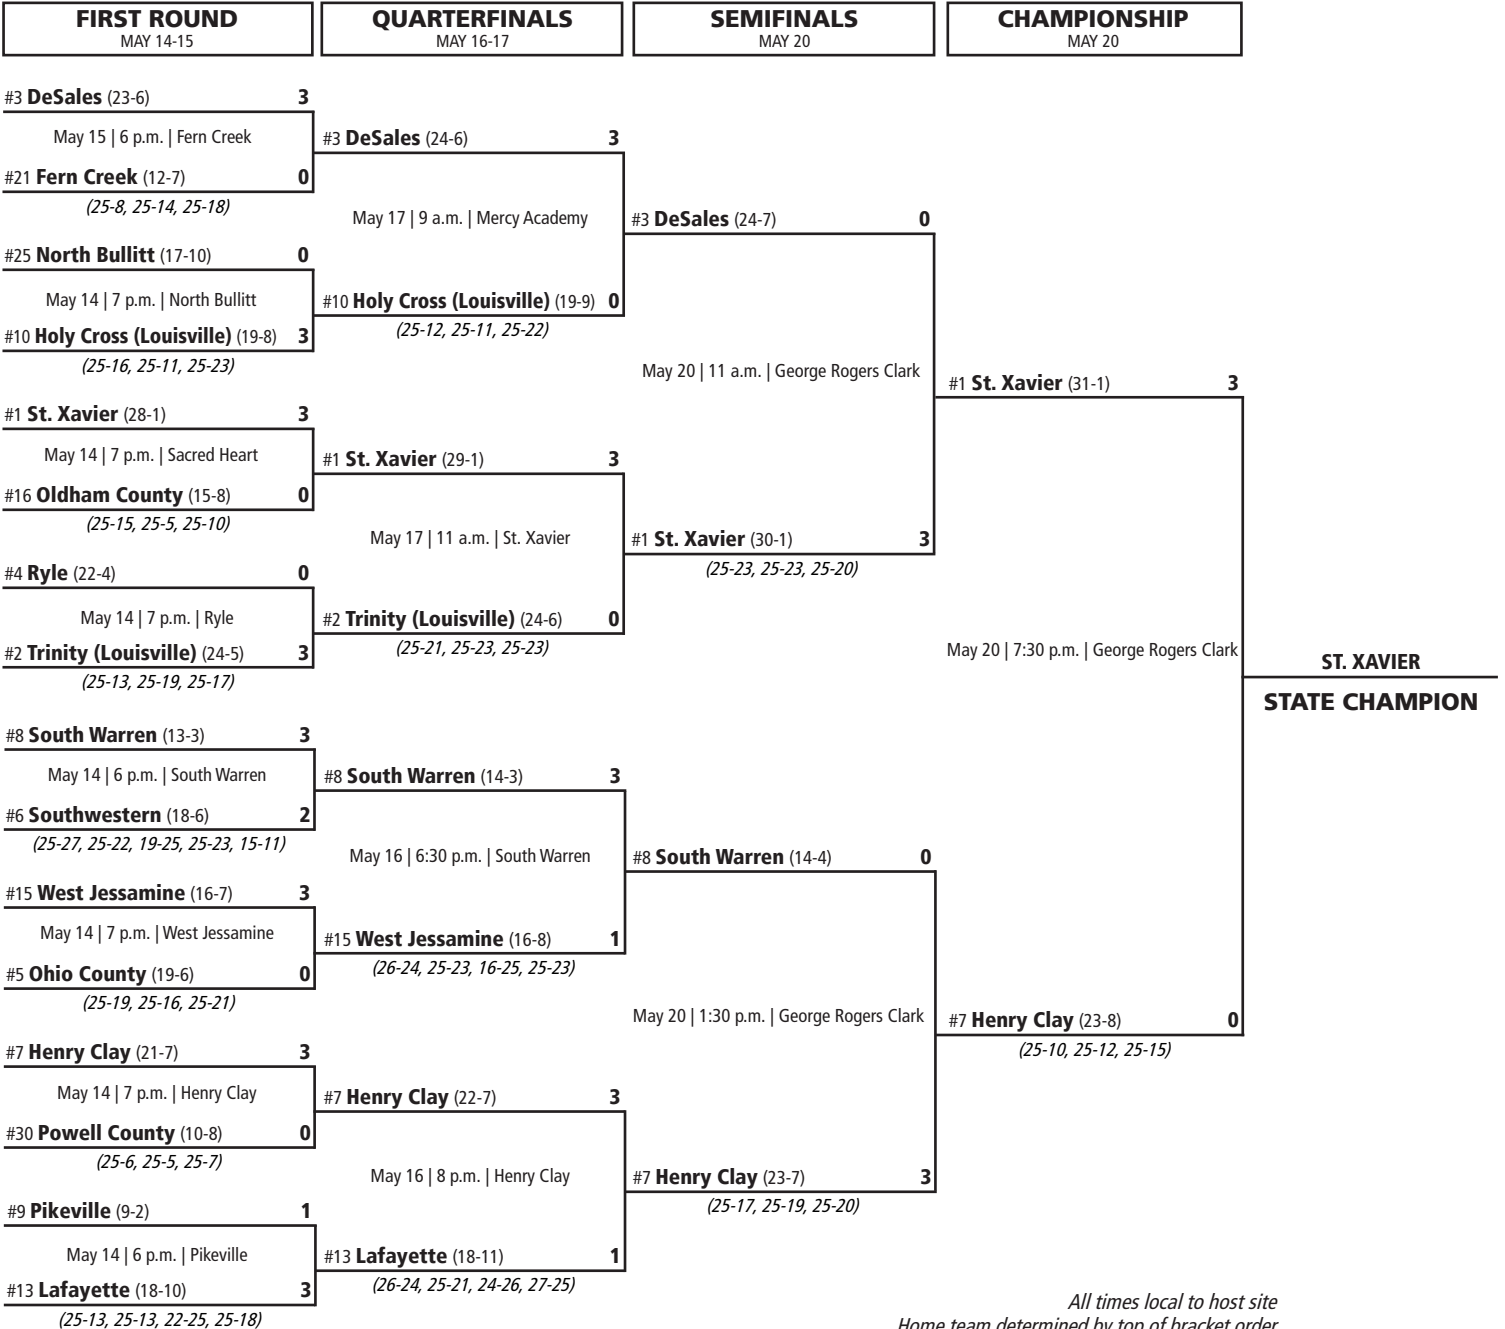 FIRST ROUND
MAY 14-15
QUARTERFINALS
MAY 16-17
SEMIFINALS
MAY 20
CHAMPIONSHIP
MAY 20
#3 DeSales (23-6) 3
May 15 | 6 p.m. | Fern Creek
#21 Fern Creek (12-7) 0
(25-8, 25-14, 25-18)
#25 North Bullitt (17-10) 0
May 14 | 7 p.m. | North Bullitt
#10 Holy Cross (Louisville) (19-8) 3
(25-16, 25-11, 25-23)
#1 St. Xavier (28-1) 3
May 14 | 7 p.m. | Sacred Heart
#16 Oldham County (15-8) 0
(25-15, 25-5, 25-10)
#4 Ryle (22-4) 0
May 14 | 7 p.m. | Ryle
#2 Trinity (Louisville) (24-5) 3
(25-13, 25-19, 25-17)
#8 South Warren (13-3) 3
May 14 | 6 p.m. | South Warren
#6 Southwestern (18-6) 2
(25-27, 25-22, 19-25, 25-23, 15-11)
#15 West Jessamine (16-7) 3
May 14 | 7 p.m. | West Jessamine
#5 Ohio County (19-6) 0
(25-19, 25-16, 25-21)
#7 Henry Clay (21-7) 3
May 14 | 7 p.m. | Henry Clay
#30 Powell County (10-8) 0
(25-6, 25-5, 25-7)
#9 Pikeville (9-2) 1
May 14 | 6 p.m. | Pikeville
#13 Lafayette (18-10) 3
(25-13, 25-13, 22-25, 25-18)
#3 DeSales (24-6) 3
May 17 | 9 a.m. | Mercy Academy
#10 Holy Cross (Louisville) (19-9) 0
(25-12, 25-11, 25-22)
#1 St. Xavier (29-1) 3
May 17 | 11 a.m. | St. Xavier
#2 Trinity (Louisville) (24-6) 0
(25-21, 25-23, 25-23)
#8 South Warren (14-3) 3
May 16 | 6:30 p.m. | South Warren
#15 West Jessamine (16-8) 1
(26-24, 25-23, 16-25, 25-23)
#7 Henry Clay (22-7) 3
May 16 | 8 p.m. | Henry Clay
#13 Lafayette (18-11) 1
(26-24, 25-21, 24-26, 27-25)
#3 DeSales (24-7) 0
May 20 | 11 a.m. | George Rogers Clark
#1 St. Xavier (30-1) 3
(25-23, 25-23, 25-20)
#8 South Warren (14-4) 0
May 20 | 1:30 p.m. | George Rogers Clark
#7 Henry Clay (23-7) 3
(25-17, 25-19, 25-20)
#1 St. Xavier (31-1) 3
May 20 | 7:30 p.m. | George Rogers Clark
#7 Henry Clay (23-8) 0
(25-10, 25-12, 25-15)
ST. XAVIER
STATE CHAMPION
All times local to host site
Home team determined by top of bracket order